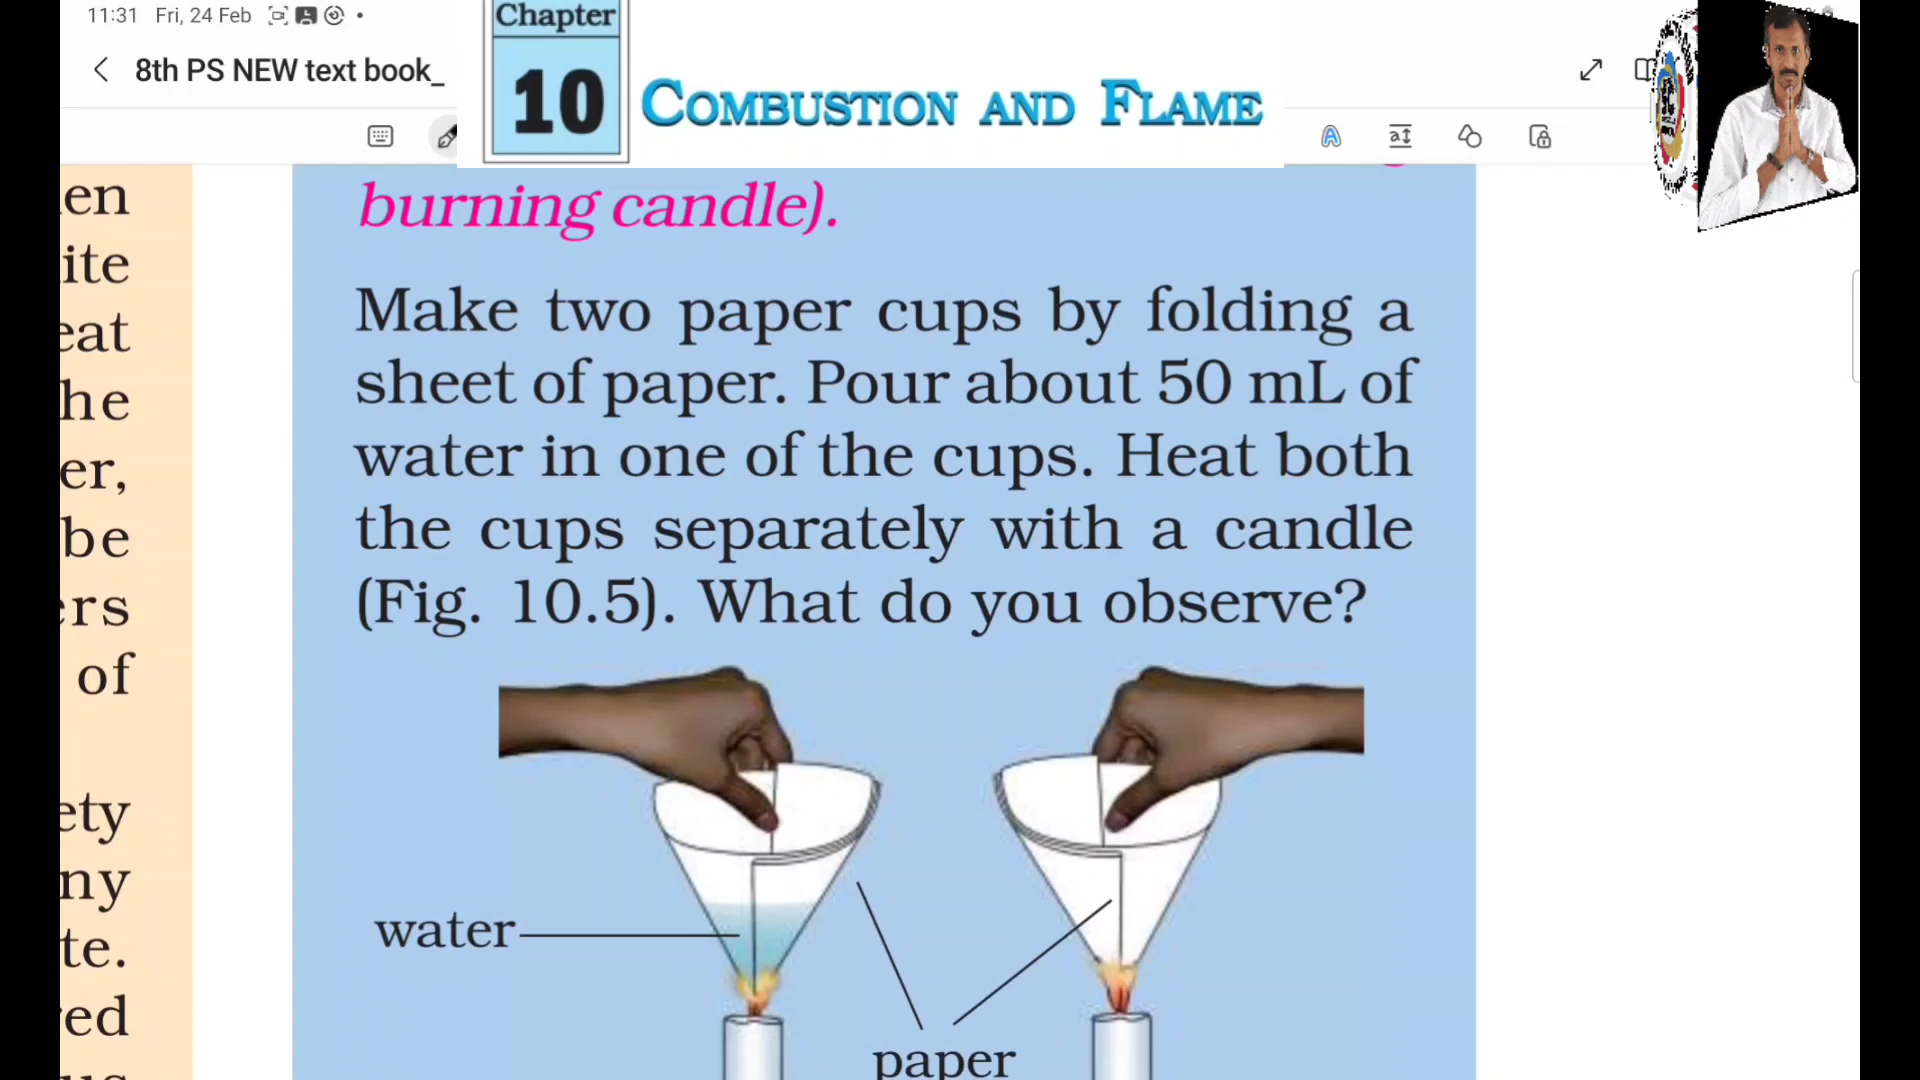 11:31 Fri, 24 Feb
8th PS NEW text book_
Chapter
10
COMBUSTION AND FLAME
en
ite
eat
he
er,
be
ers
of
ety
ny
te.
red
burning candle).
Make two paper cups by folding a
sheet of paper. Pour about 50 mL of
water in one of the cups. Heat both
the cups separately with a candle
(Fig. 10.5). What do you observe?
water
paper